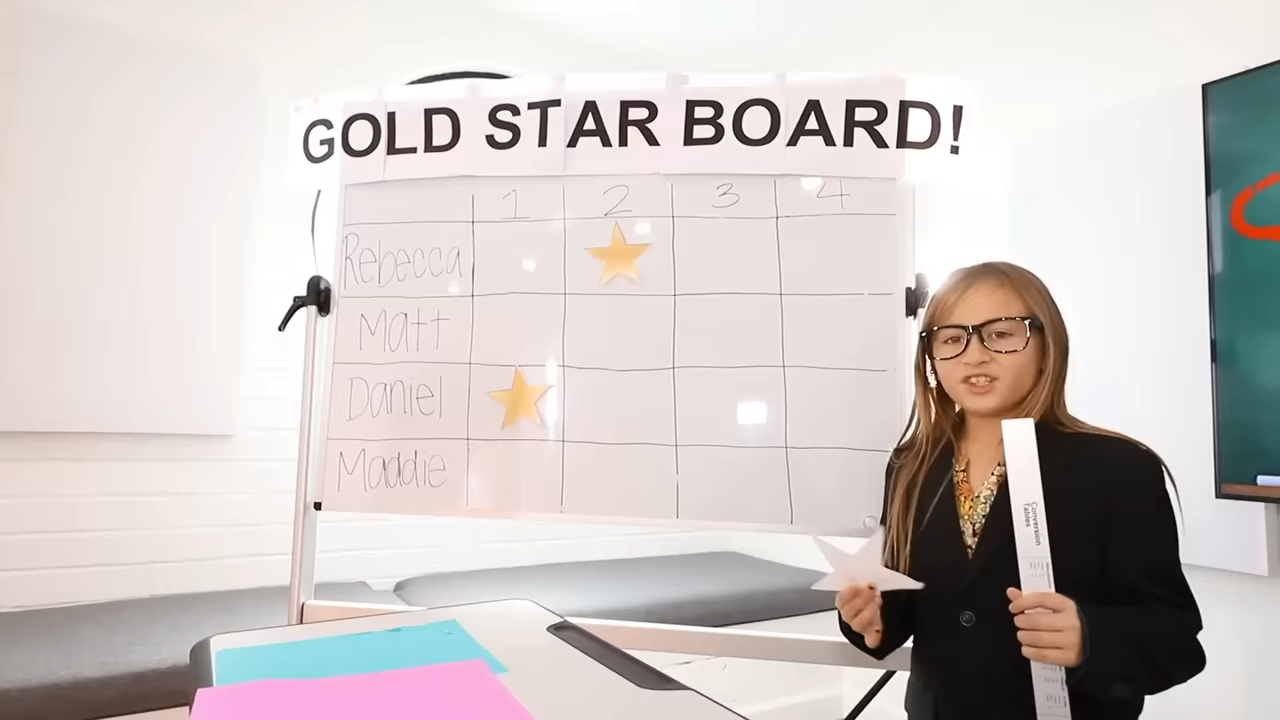 GOLD STAR BOARD!
1 2 3 4
Rebecca
Matt
Daniel
Maddie
Conversion
Tables